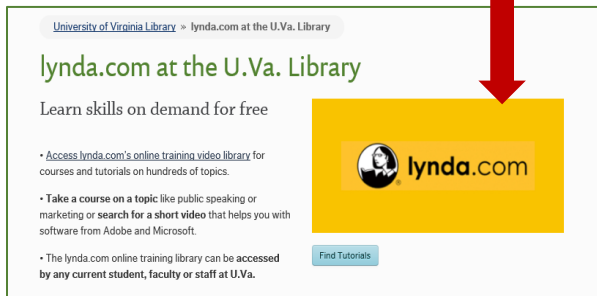 University of Virginia Library » lynda.com at the U.Va. Library
lynda.com at the U.Va. Library
Learn skills on demand for free
• Access lynda.com's online training video library for
courses and tutorials on hundreds of topics.
• Take a course on a topic like public speaking or
marketing or search for a short video that helps you with
software from Adobe and Microsoft.
• The lynda.com online training library can be accessed
by any current student, faculty or staff at U.Va.
lynda.com
Find Tutorials